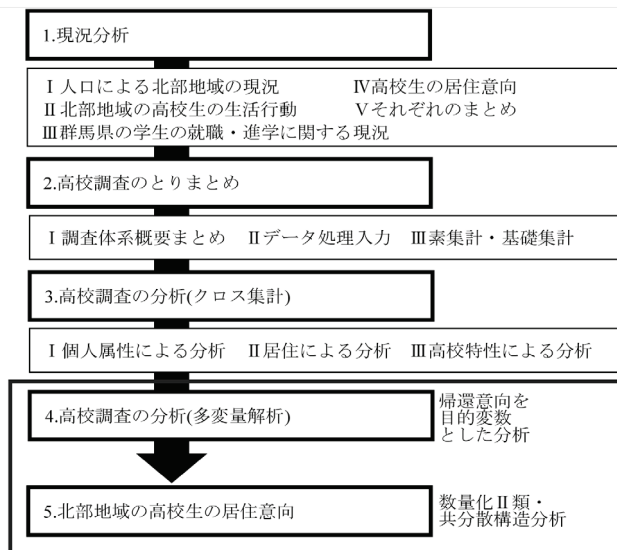 1.現況分析
Ⅰ人口による北部地域の現況 Ⅳ高校生の居住意向
Ⅱ北部地域の高校生の生活行動 Ⅴそれぞれのまとめ
Ⅲ群馬県の学生の就職・進学に関する現況
2.高校調査のとりまとめ
Ⅰ調査体系概要まとめ Ⅱデータ処理入力 Ⅲ素集計・基礎集計
3.高校調査の分析(クロス集計)
Ⅰ個人属性による分析 Ⅱ居住による分析 Ⅲ高校特性による分析
4.高校調査の分析(多変量解析)
帰還意向を
目的変数
とした分析
5.北部地域の高校生の居住意向
数量化Ⅱ類・
共分散構造分析